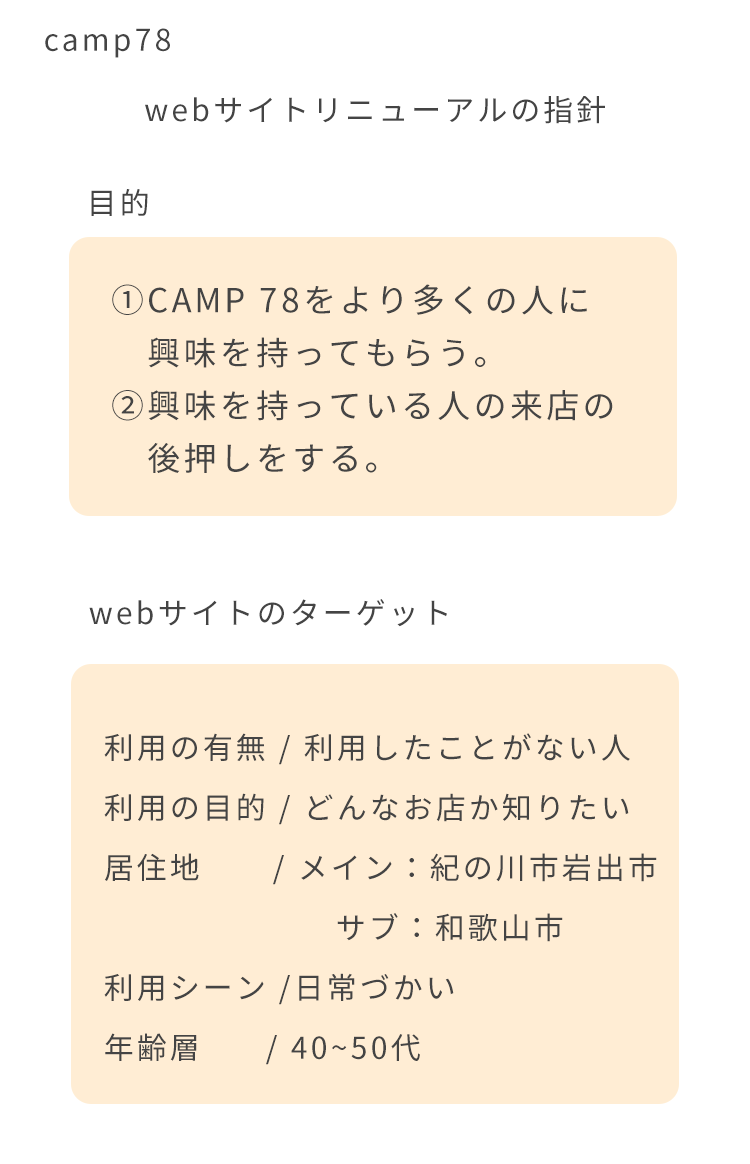 camp78
webサイトリニューアルの指針
目的
①CAMP 78をより多くの人に
興味を持ってもらう。
②興味を持っている人の来店の
後押しをする。
webサイトのターゲット
利用の有無 / 利用したことがない人
利用の目的 / どんなお店か知りたい
居住地 / メイン：紀の川市岩出市
サブ：和歌山市
利用シーン /日常づかい
年齢層 / 40~50代